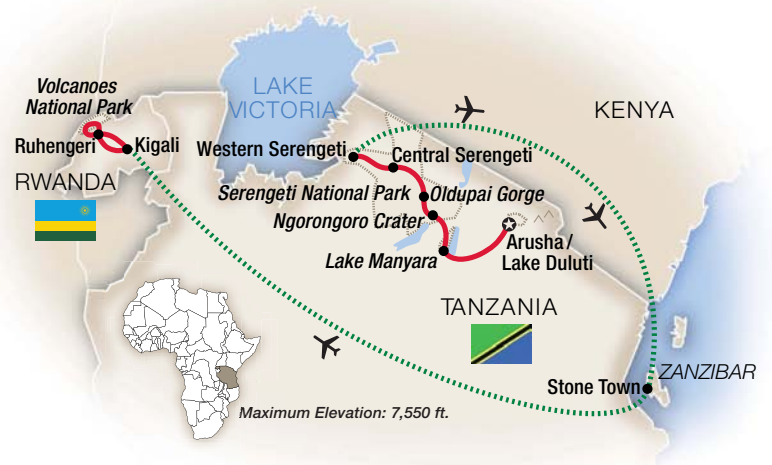 Volcanoes
National Park
Ruhengeri
Kigali
RWANDA
LAKE
VICTORIA
KENYA
Western Serengeti
Central Serengeti
Serengeti National Park
Oldupai Gorge
Ngorongoro Crater
Arusha/
Lake Duluti
Lake Manyara
TANZANIA
ZANZIBAR
Stone Town
Maximum Elevation: 7,550 ft.